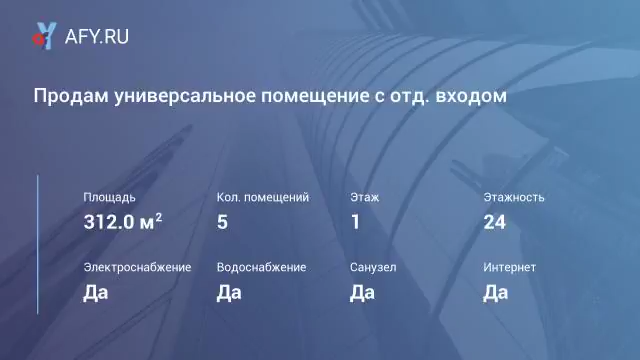 AFY.RU
Продам универсальное помещение с отд. входом
Площадь Кол. помещений Этаж Этажность
312.0 м² 5 1 24
Электроснабжение Водоснабжение Санузел Интернет
Да Да Да Да